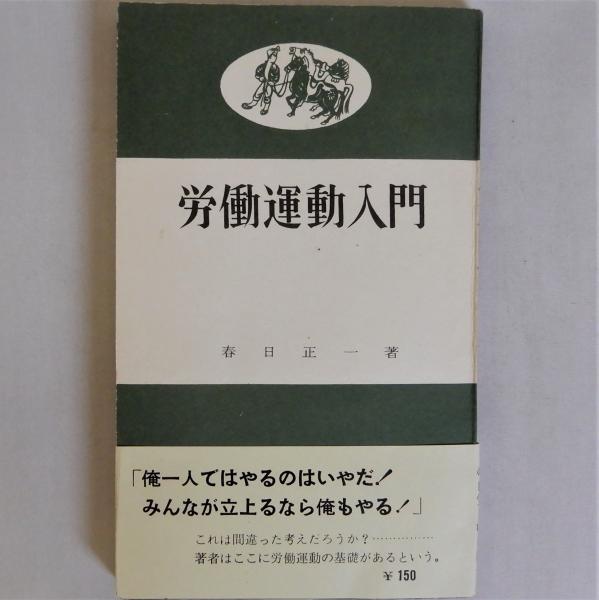 労働運動入門
春日正一著
「俺一人ではやるのはいやだ！
みんなが立上るなら俺もやる！」
これは間違った考えだろうか？……………
著者はここに労働運動の基礎があるという。
¥150